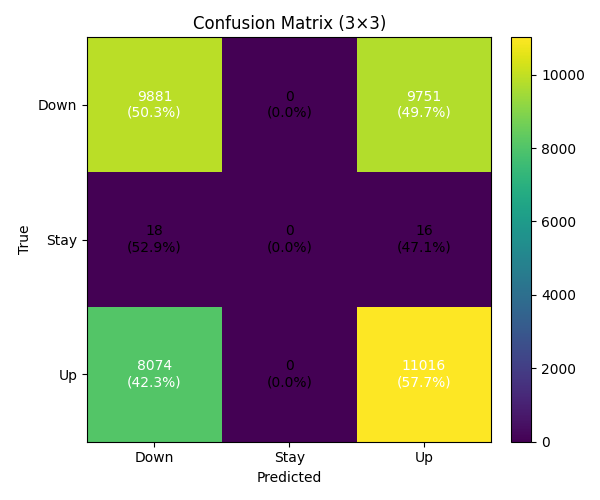 Confusion Matrix (3×3)
True
Down
Stay
Up
9881
(50.3%)
0
(0.0%)
9751
(49.7%)
18
(52.9%)
0
(0.0%)
16
(47.1%)
8074
(42.3%)
0
(0.0%)
11016
(57.7%)
Down
Stay
Up
Predicted
10000
8000
6000
4000
2000
0